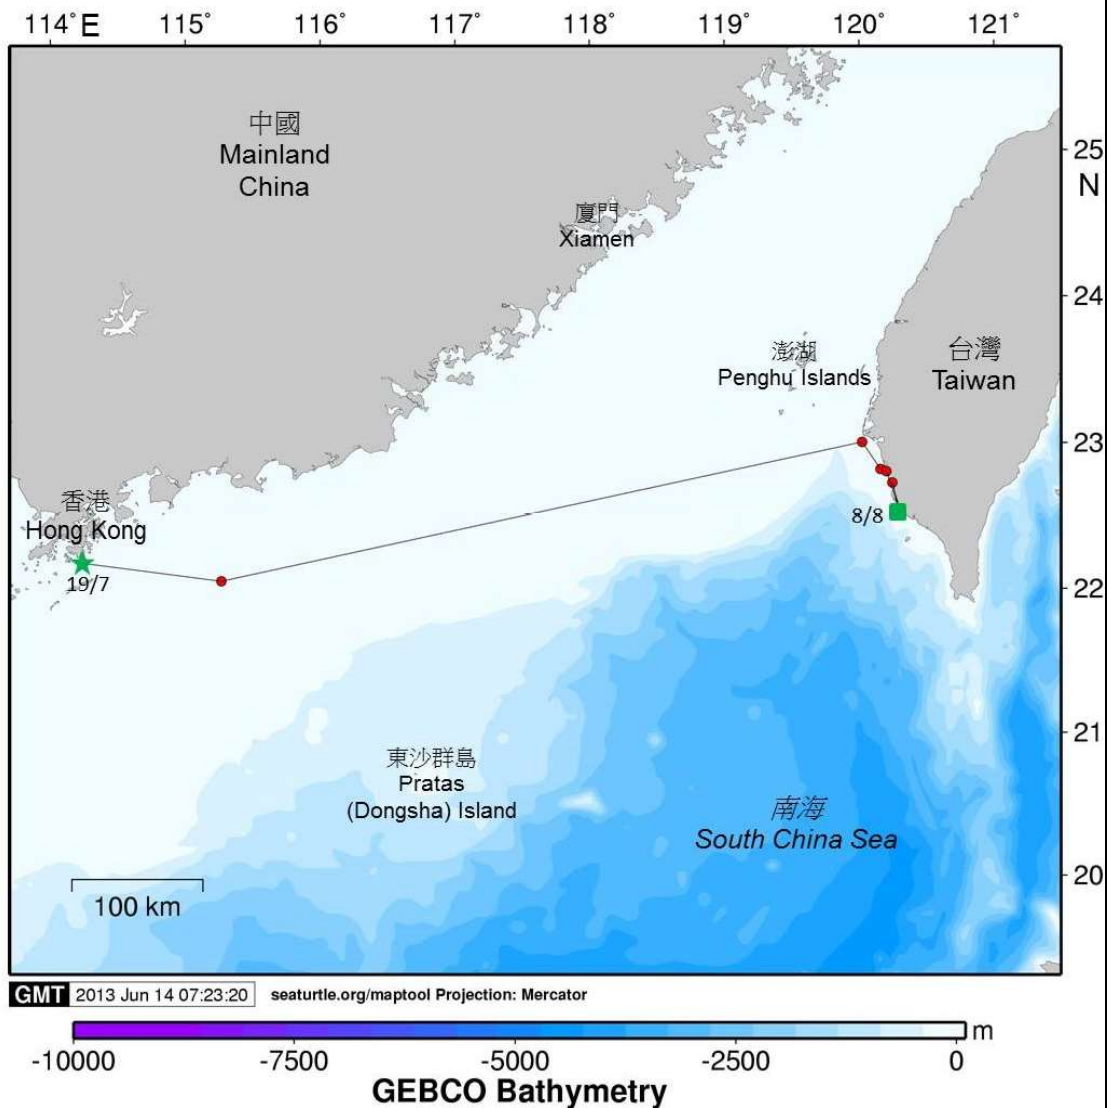 114° E 115° 116° 117° 118° 119° 120° 121°
中國
Mainland
China
25
N
廈門
Xiamen
24
澎湖
Penghu Islands
台灣
Taiwan
23
香港
Hong Kong
8/8
19/7
22
21
東沙群島
Pratas
(Dongsha) Island
南海
South China Sea
20
100 km
GMT 2013 Jun 14 07:23:20 seaturtle.org/maptool Projection: Mercator
m
-10000 -7500 -5000 -2500 0
GEBCO Bathymetry